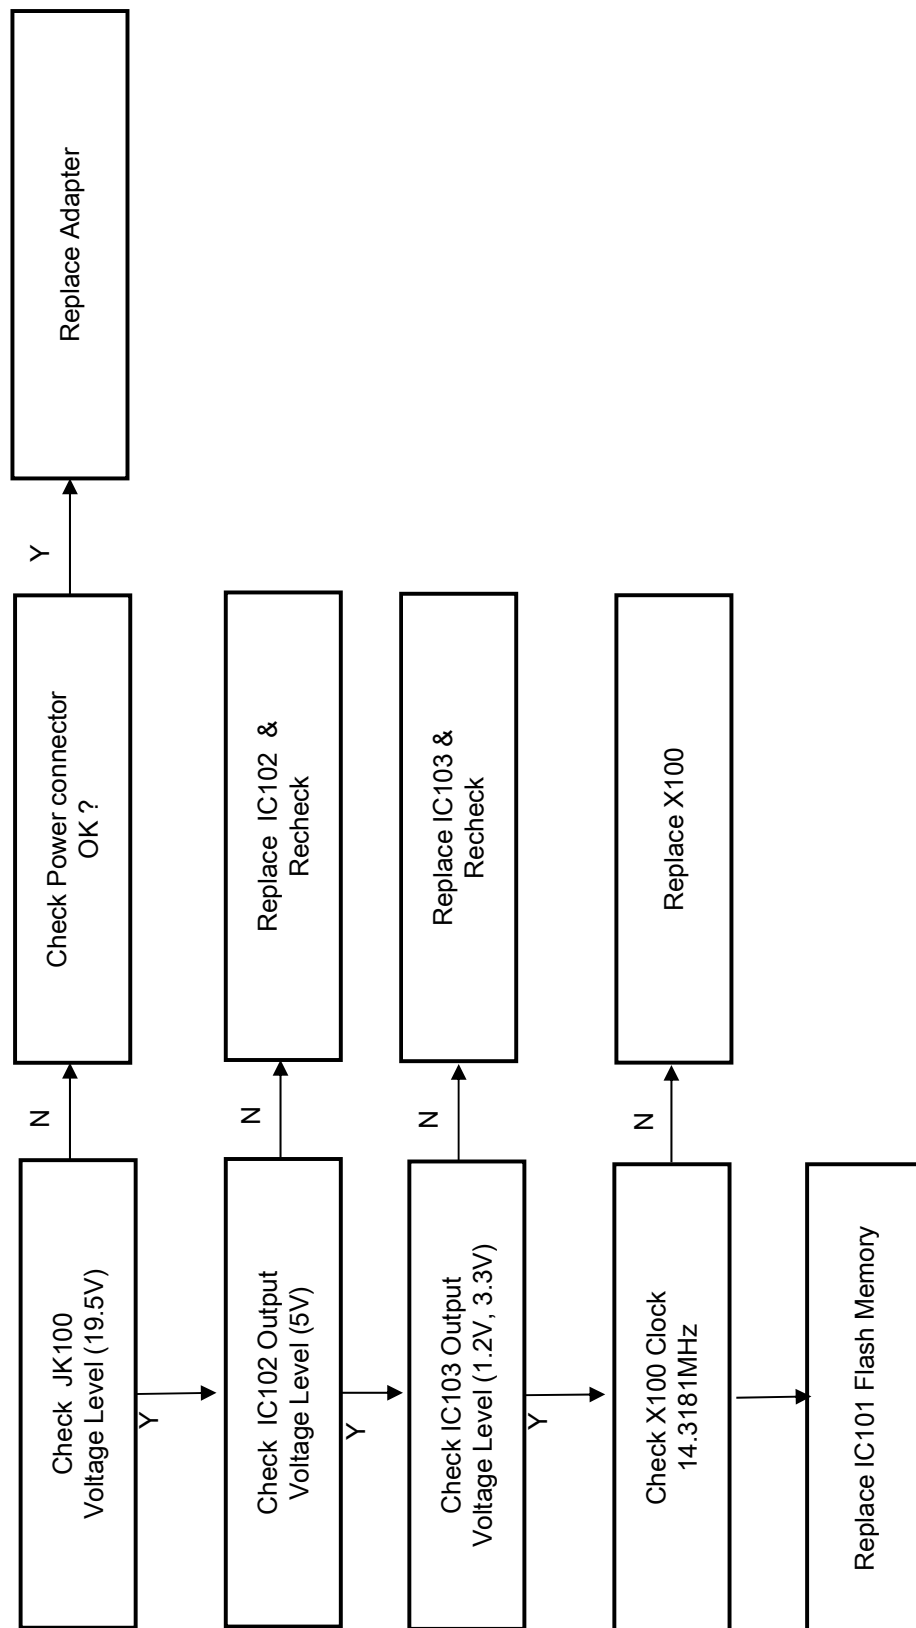 Check JK100
Voltage Level (19.5V)
N
Check Power connector
OK ?
Y
Replace Adapter
Y
Check IC102 Output
Voltage Level (5V)
N
Replace IC102 &
Recheck
Y
Check IC103 Output
Voltage Level (1.2V, 3.3V)
N
Replace IC103 &
Recheck
Y
Check X100 Clock
14.3181MHz
N
Replace X100
Replace IC101 Flash Memory